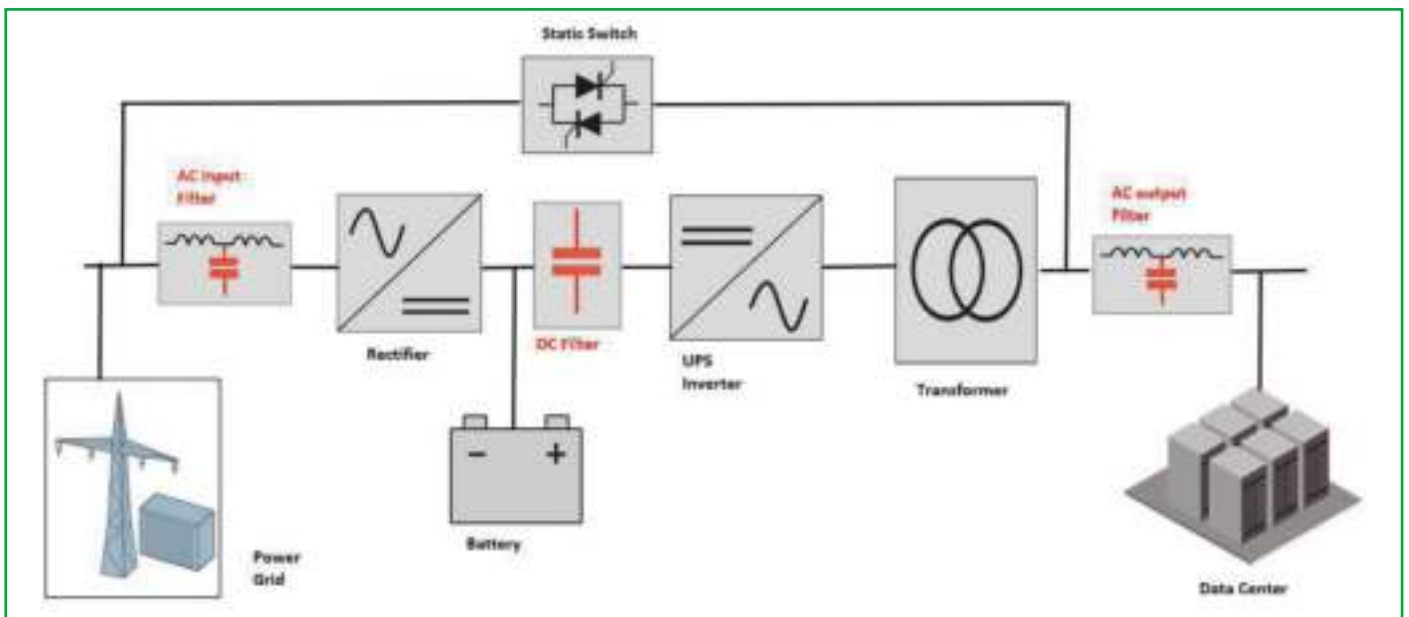 Static Switch
AC input
Filter
AC output
Filter
Rectifier
DC Filter
UPS
Inverter
Transformer
- +
Battery
Power
Grid
Data Center